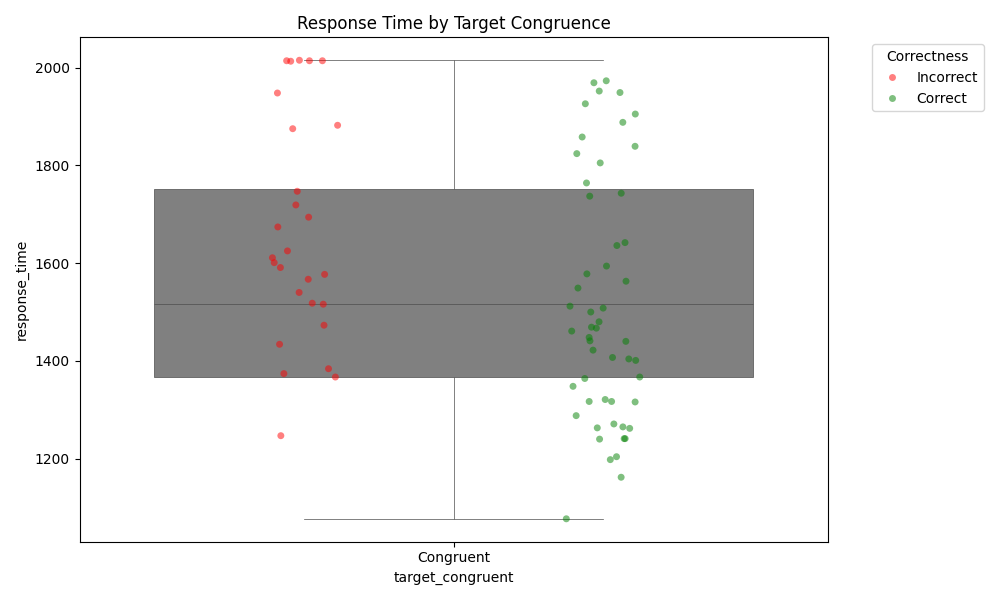 Response Time by Target Congruence
Correctness
Incorrect
Correct
response_time
2000
1800
1600
1400
1200
Congruent
target_congruent